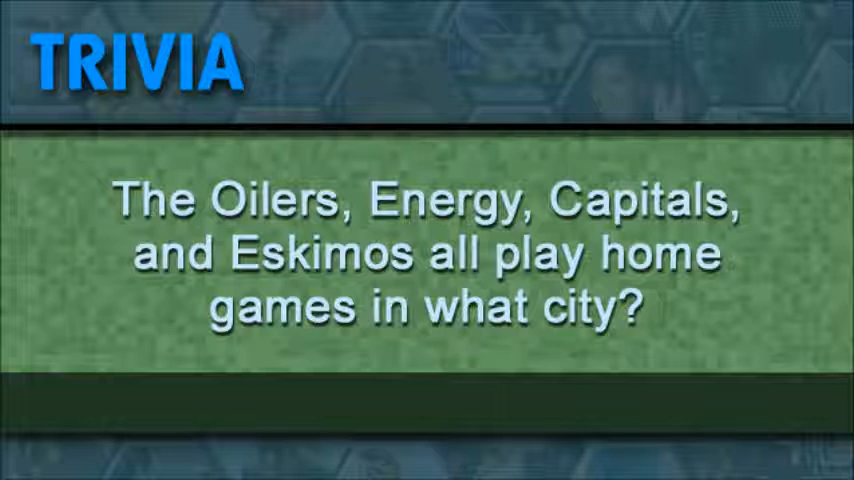 TRIVIA
The Oilers, Energy, Capitals,
and Eskimos all play home
games in what city?